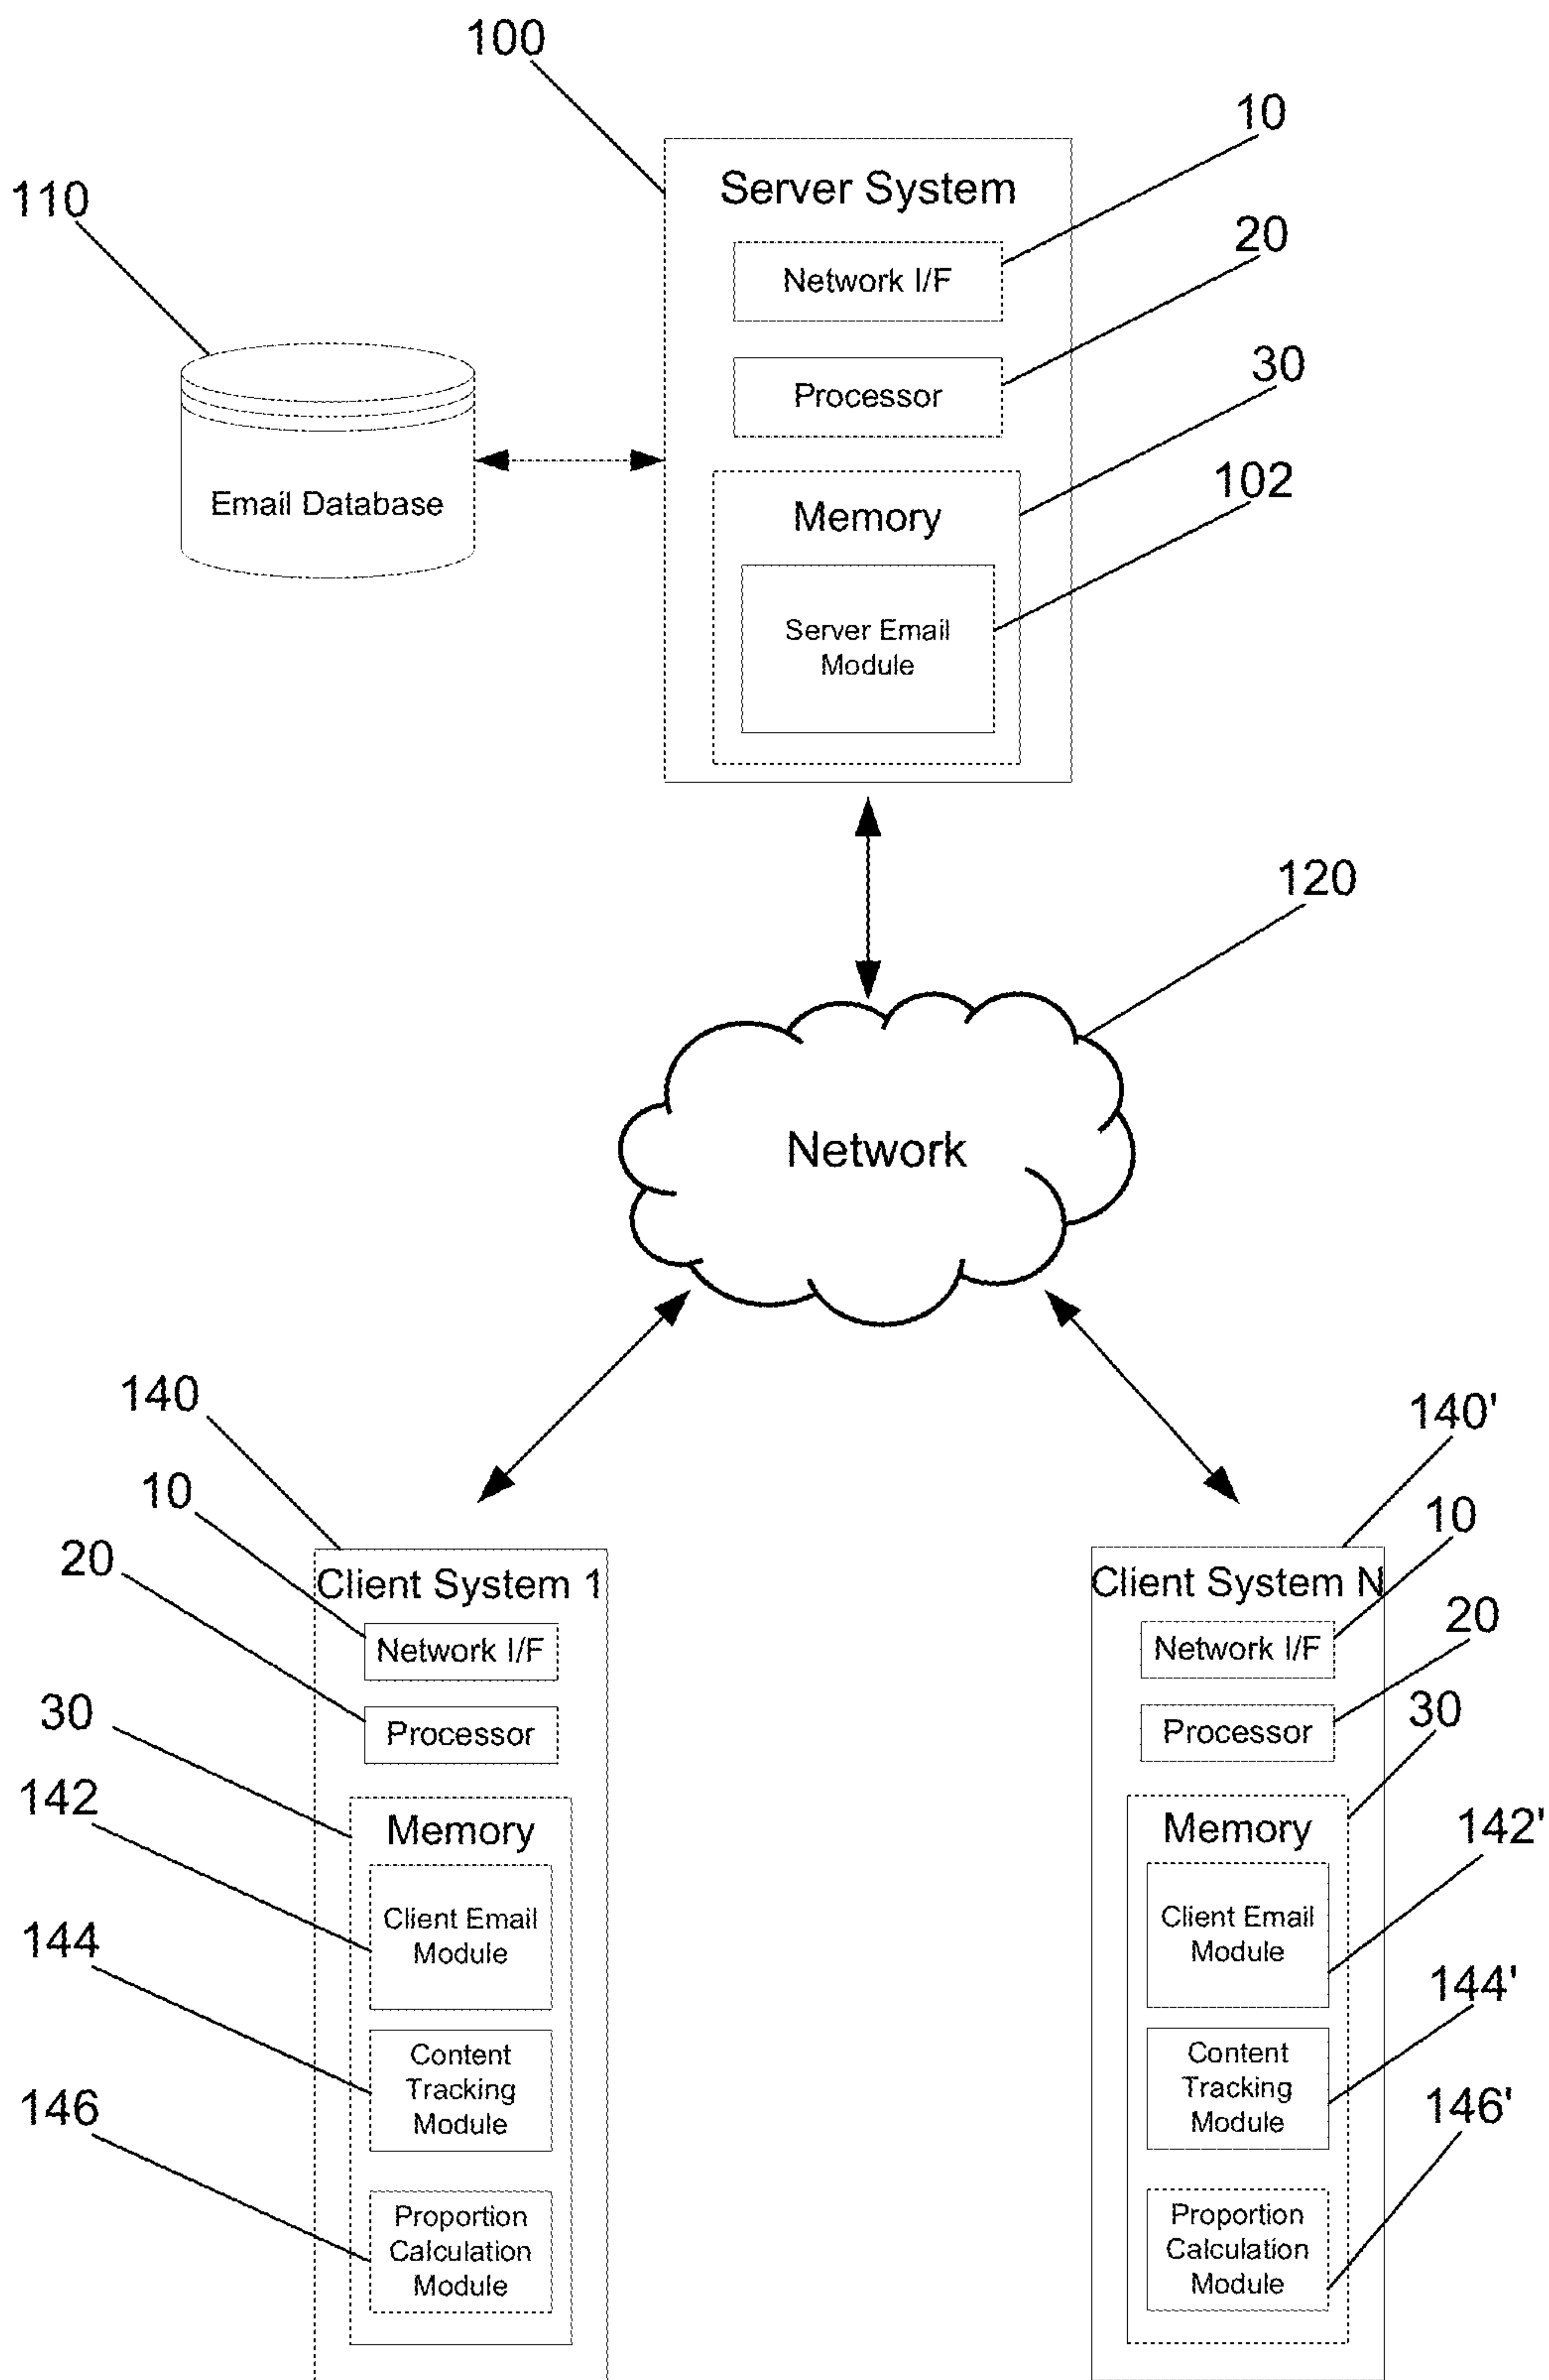 100
10
110
Server System
20
Network I/F
30
Processor
102
Email Database
Memory
Server Email
Module
120
Network
140
140'
10
10
20
Client System 1
Client System N
20
Network I/F
Network I/F
30
30
Processor
Processor
142
Memory
Memory
142'
Client Email
Module
Client Email
Module
144
144'
Content
Tracking
Module
Content
Tracking
Module
146
146'
Proportion
Calculation
Module
Proportion
Calculation
Module